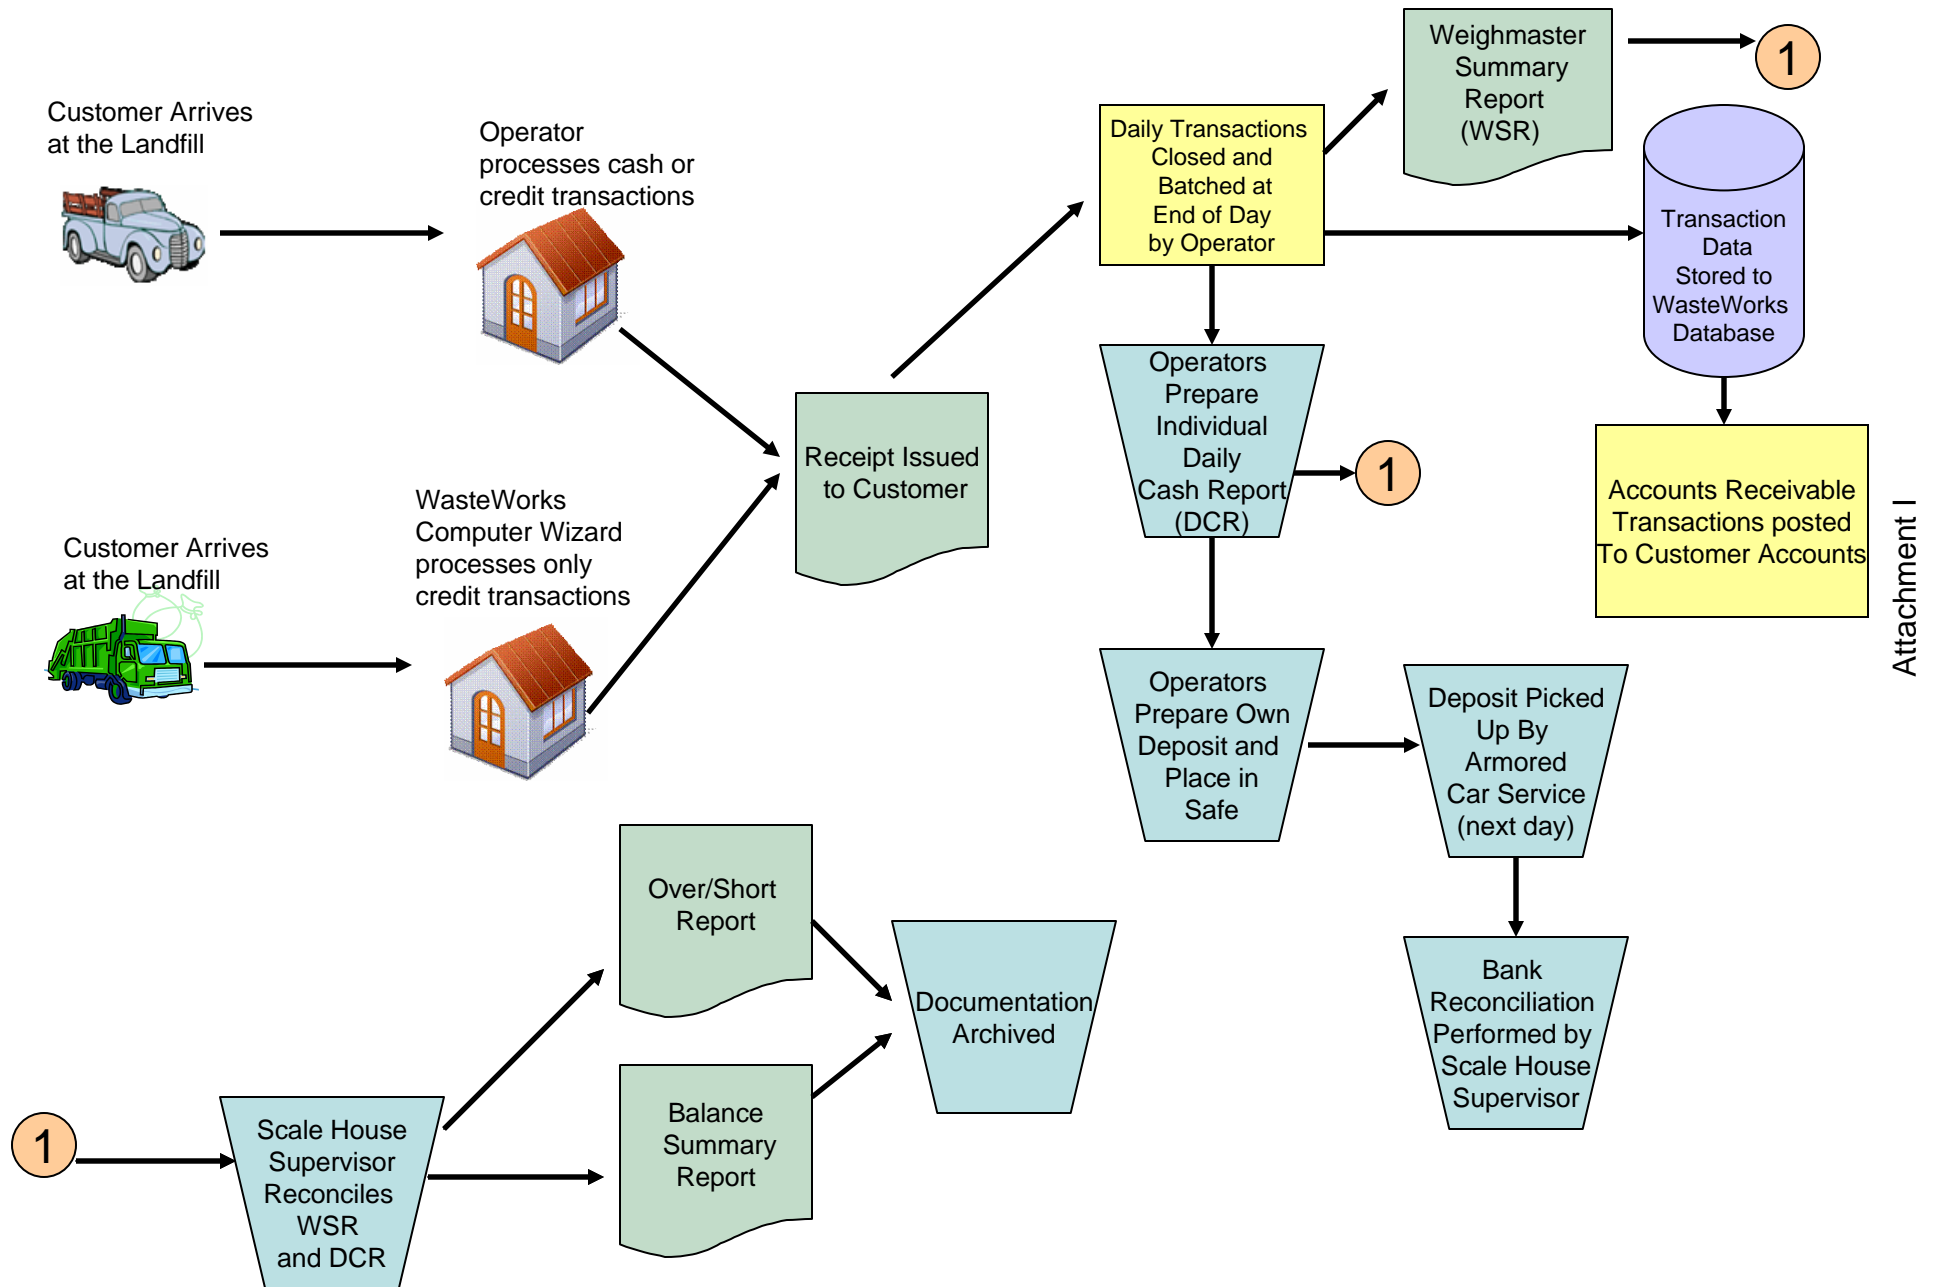 Customer Arrives
at the Landfill
Operator
processes cash or
credit transactions
Customer Arrives
at the Landfill
WasteWorks
Computer Wizard
processes only
credit transactions
Receipt Issued
to Customer
Daily Transactions
Closed and
Batched at
End of Day
by Operator
Weighmaster
Summary
Report
(WSR)
1
Transaction
Data
Stored to
WasteWorks
Database
Accounts Receivable
Transactions posted
To Customer Accounts
Operators
Prepare
Individual
Daily
Cash Report
(DCR)
1
Operators
Prepare Own
Deposit and
Place in
Safe
Deposit Picked
Up By
Armored
Car Service
(next day)
Bank
Reconciliation
Performed by
Scale House
Supervisor
1
Scale House
Supervisor
Reconciles
WSR
and DCR
Over/Short
Report
Balance
Summary
Report
Documentation
Archived
Attachment I